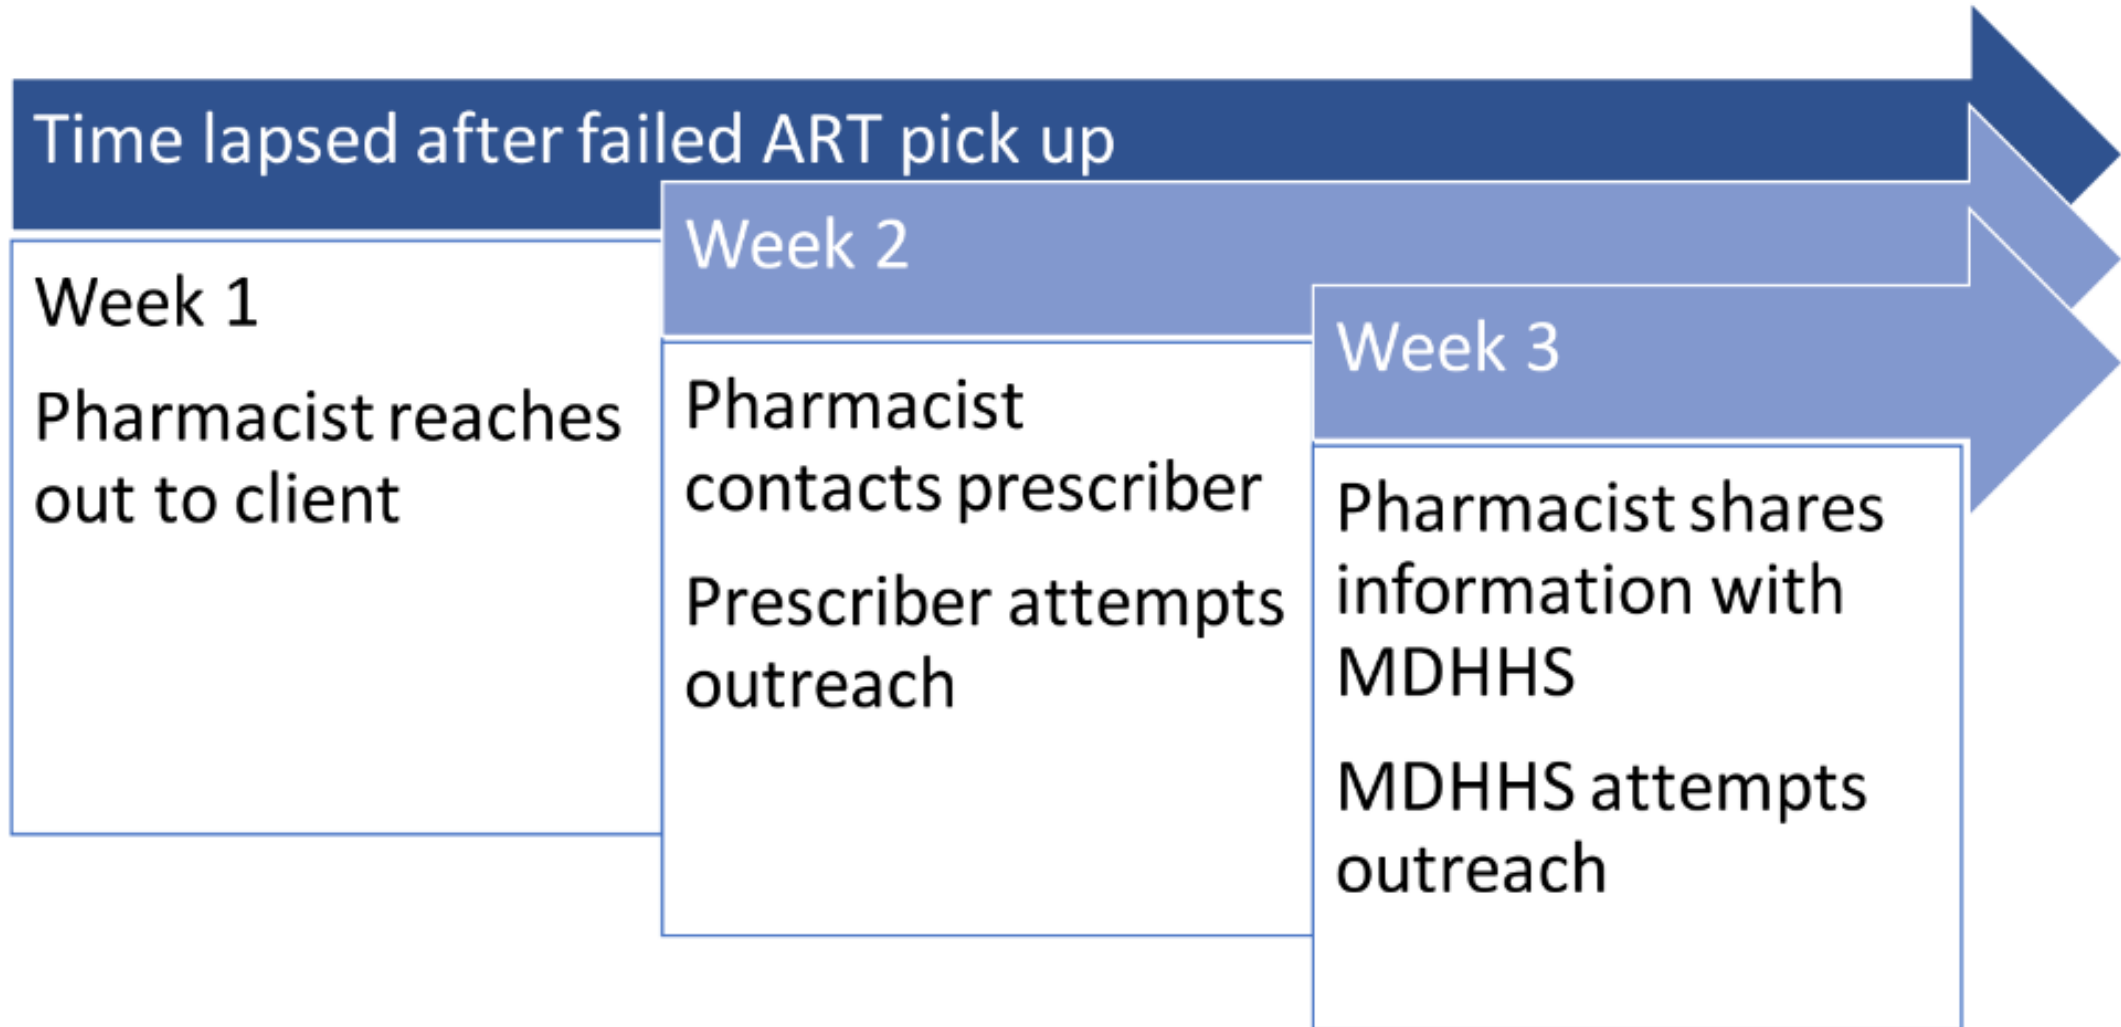 Time lapsed after failed ART pick up
Week 1
Pharmacist reaches
out to client
Week 2
Pharmacist
contacts prescriber
Prescriber attempts
outreach
Week 3
Pharmacist shares
information with
MDHHS
MDHHS attempts
outreach